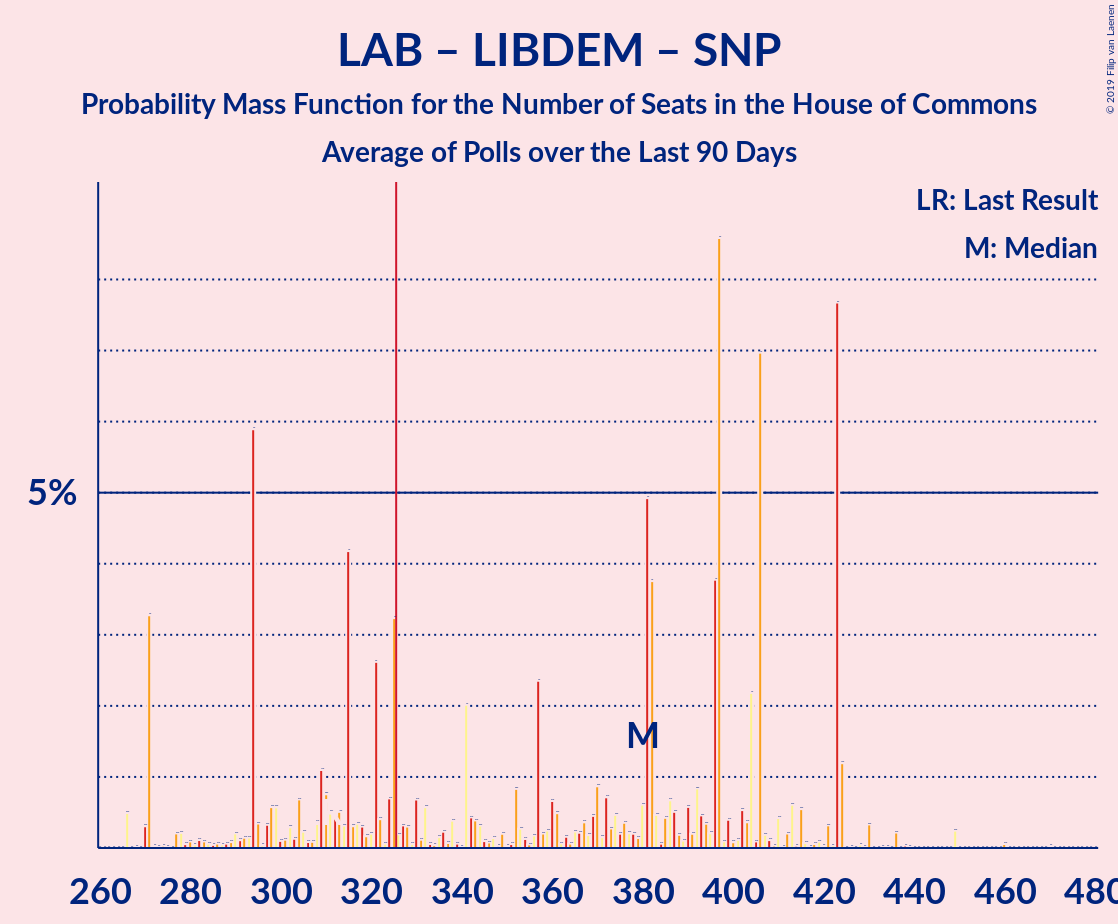 LAB – LIBDEM – SNP
Probability Mass Function for the Number of Seats in the House of Commons
Average of Polls over the Last 90 Days
© 2019 Filip van Laenen
LR: Last Result
M: Median
5%
M
260 280 300 320 340 360 380 400 420 440 460 480